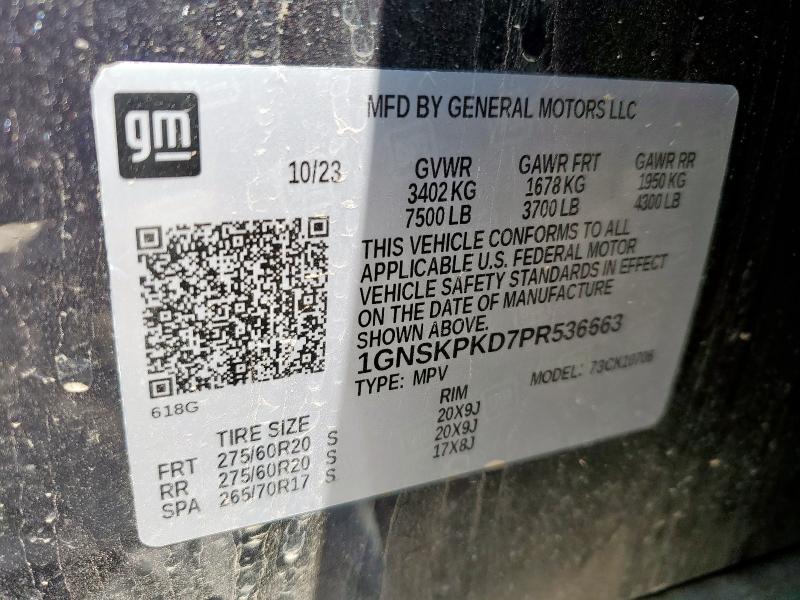 gm
MFD BY GENERAL MOTORS LLC
10/23
GVWR GAWR FRT GAWR RR
3402 KG 1678 KG 1950 KG
7500 LB 3700 LB 4300 LB
THIS VEHICLE CONFORMS TO ALL
APPLICABLE U.S. FEDERAL MOTOR
VEHICLE SAFETY STANDARDS IN EFFECT
ON THE DATE OF MANUFACTURE
SHOWN ABOVE.
1GNSKPKD7PR536663
TYPE: MPV MODEL: 73CK10706
618G
TIRE SIZE RIM
FRT 275/60R20 S 20X9J
RR 275/60R20 S 20X9J
SPA 265/70R17 S 17X8J